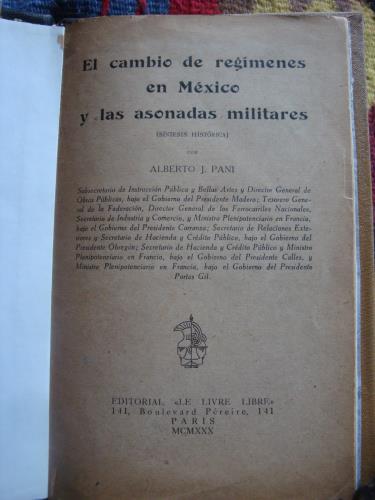 El cambio de regímenes
en México
y las asonadas militares
(SÍNTESIS HISTÓRICA)
POR
ALBERTO J. PANI
Subsecretario de Instrucción Pública y Bellas Artes y Director General de
Obras Públicas, bajo el Gobierno del Presidente Madero; Tesorero Gene-
ral de la Federación, Director General de los Ferrocariles Nacionales,
Secretario de Industria y Comercio, y Ministro Plenipotenciario en Francia,
bajo el Gobierno del Presidente Carranza; Secretario de Relaciones Exte-
riores y Secretario de Hacienda y Crédito Público, bajo el Gobierno del
Presidente Obregón; Secretario de Hacienda y Crédito Público y Ministro
Plenipotenciario en Francia, bajo el Gobierno del Presidente Calles, y
Ministro Plenipotenciario en Francia, bajo el Gobierno del Presidente
Portes Gil.
EDITORIAL «LE LIVRE LIBRE»
141, Boulevard Péreire, 141
PARIS
MCMXXX